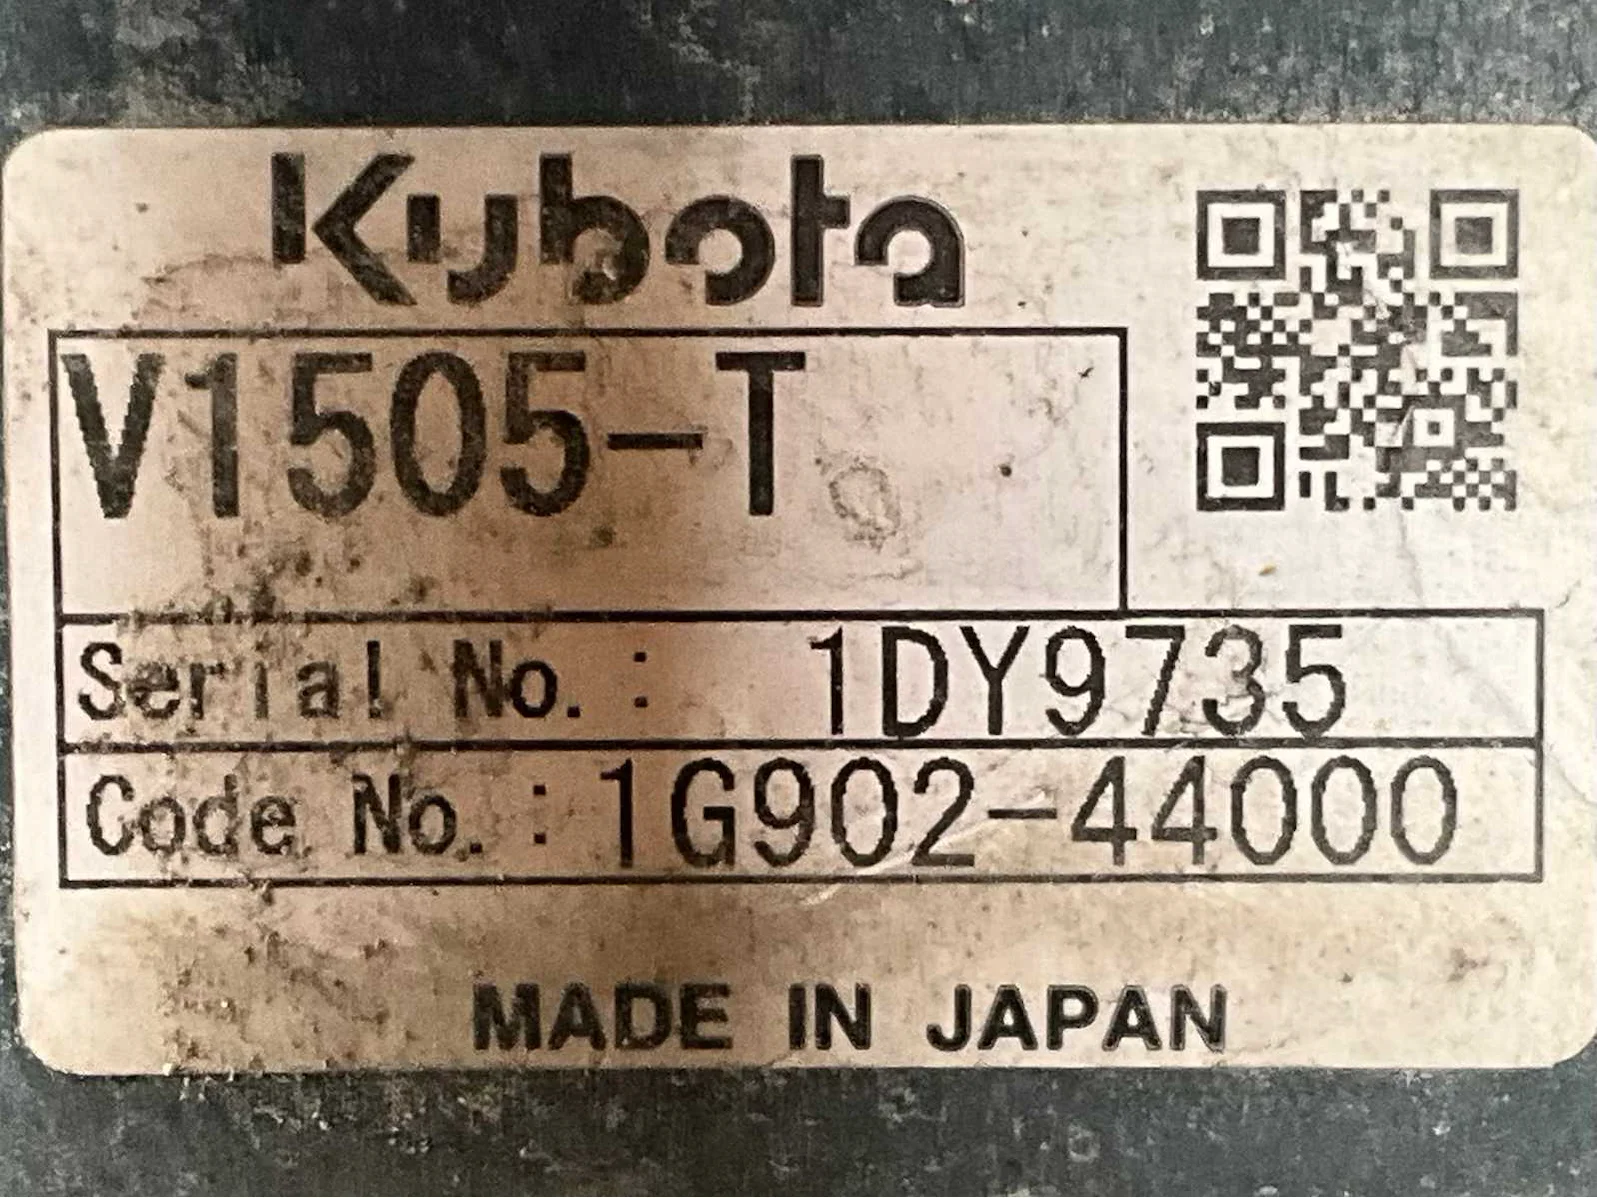 Kubota
V1505-T
Serial No.: 1DY9735
Code No.: 1G902-44000
MADE IN JAPAN